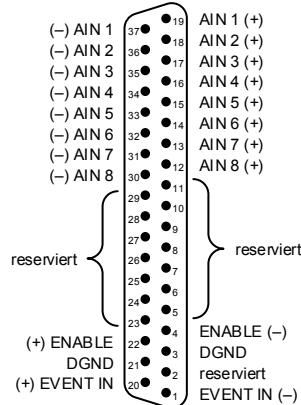 19 AIN 1 (+)
(–) AIN 1 37
18 AIN 2 (+)
(–) AIN 2 36
17 AIN 3 (+)
(–) AIN 3 35
16 AIN 4 (+)
(–) AIN 4 34
15 AIN 5 (+)
(–) AIN 5 33
14 AIN 6 (+)
(–) AIN 6 32
13 AIN 7 (+)
(–) AIN 7 31
12 AIN 8 (+)
(–) AIN 8 30
11
29
10
28
9
27
8
reserviert
reserviert
26
7
25
6
24
5
23
4 ENABLE (–)
(+) ENABLE 22
3 DGND
DGND 21
2 reserviert
(+) EVENT IN 20
1 EVENT IN (–)